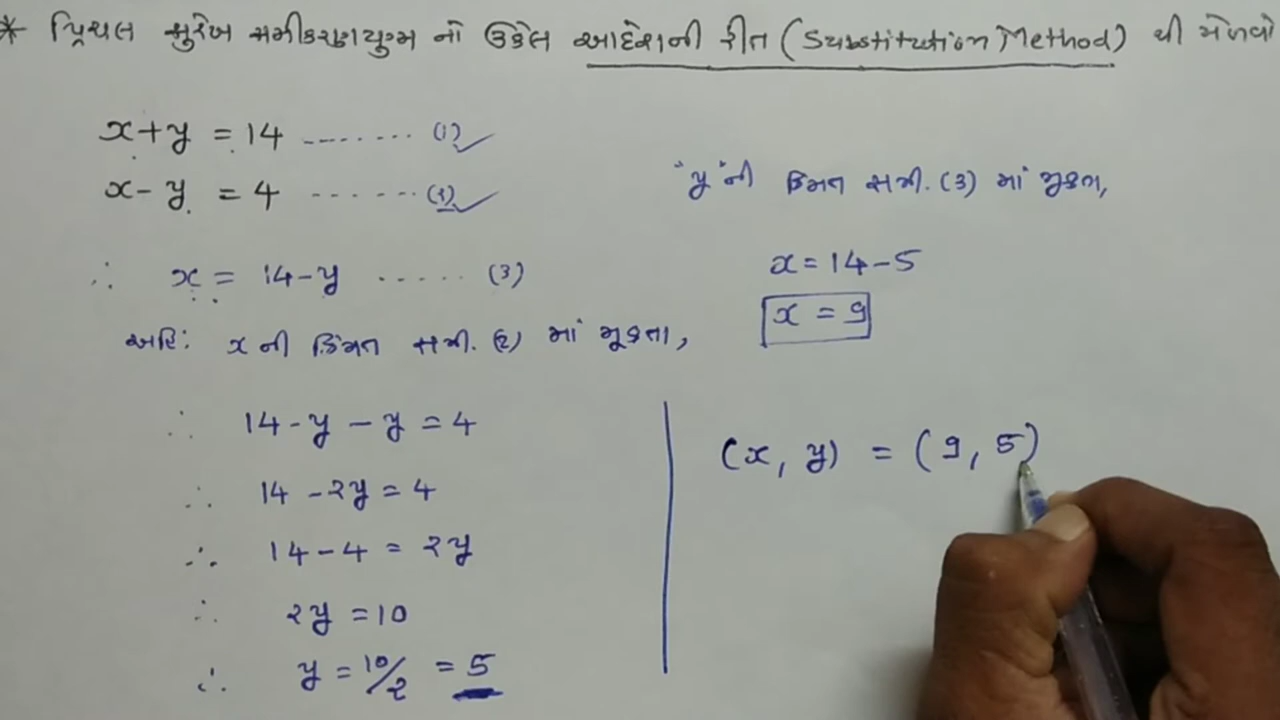 * દ્વિચલ સુરેખ સમીકરણયુગ્મ નો ઉકેલ આદેશની રીત (Substitution Method) થી મેળવો
x+y = 14 ........ (1) ✓
x-y = 4 ...... (૨) ✓
∴ x = 14-y ..... (3)
અહિં x ની કિંમત સમી. (૨) માં મૂકતા,
∴ 14-y-y = 4
∴ 14-2y = 4
∴ 14-4 = 2y
∴ 2y = 10
∴ y = 10/2 = 5
"y"ની કિંમત સમી. (3) માં મૂકતા,
x = 14-5
x = 9
(x, y) = (9, 5)